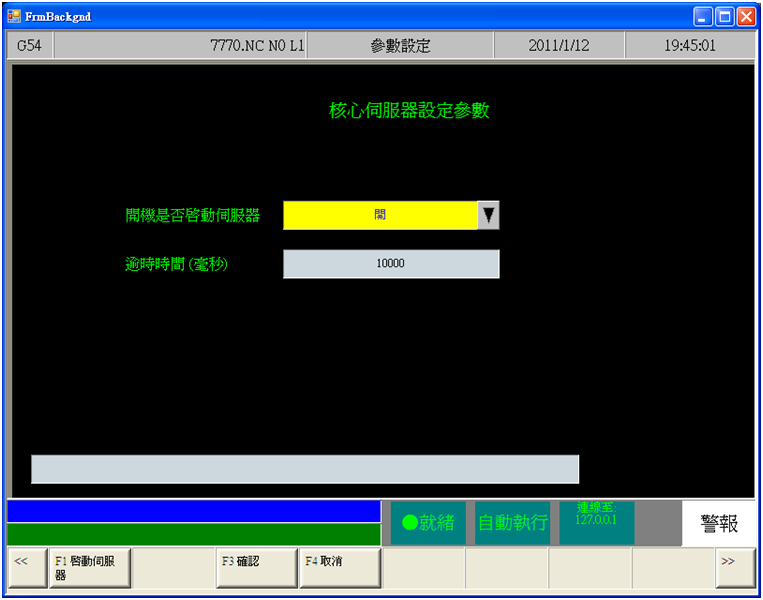 FrmBackgnd
G54 7770.NC N0 L1 參數設定 2011/1/12 19:45:01
核心伺服器設定參數
開機是否啓動伺服器 開
逾時時間(毫秒) 10000
●就緒 自動執行 連線至: 127.0.0.1 警報
<< F1 啓動伺服器 F3 確認 F4 取消 >>